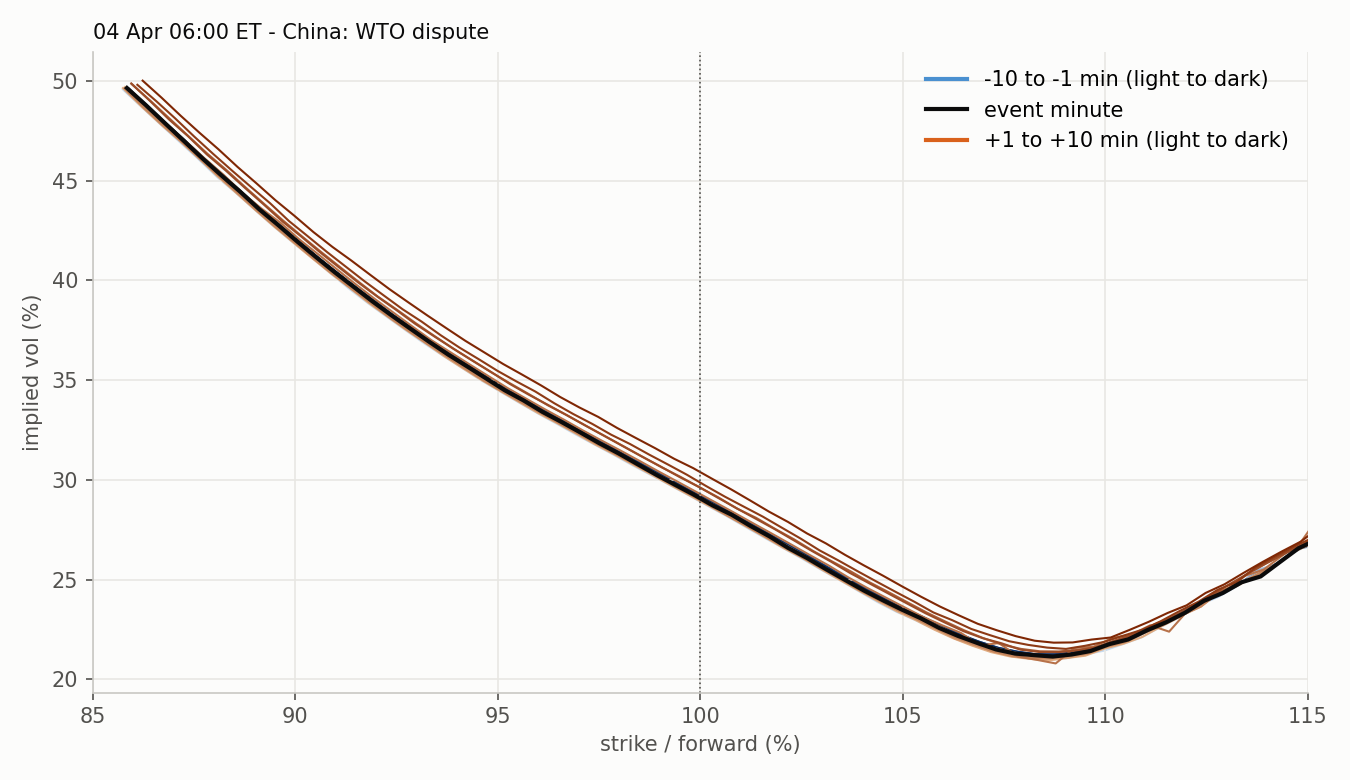 04 Apr 06:00 ET - China: WTO dispute
-10 to -1 min (light to dark)
event minute
+1 to +10 min (light to dark)
50
45
40
35
30
25
20
implied vol (%)
85 90 95 100 105 110 115
strike / forward (%)